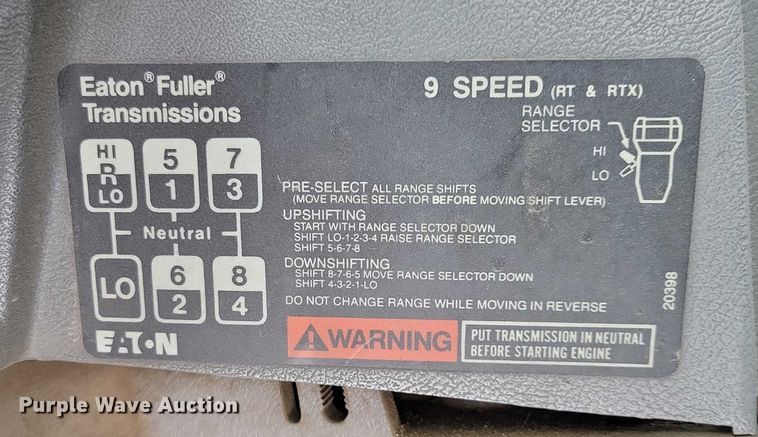 Eaton® Fuller®
Transmissions
9 SPEED (RT & RTX)
RANGE
SELECTOR
HI
LO
HI 5 7
R
LO 1 3
Neutral
LO 6 8
2 4
PRE-SELECT ALL RANGE SHIFTS
(MOVE RANGE SELECTOR BEFORE MOVING SHIFT LEVER)
UPSHIFTING
START WITH RANGE SELECTOR DOWN
SHIFT LO-1-2-3-4 RAISE RANGE SELECTOR
SHIFT 5-6-7-8
DOWNSHIFTING
SHIFT 8-7-6-5 MOVE RANGE SELECTOR DOWN
SHIFT 4-3-2-1-LO
DO NOT CHANGE RANGE WHILE MOVING IN REVERSE
20398
EATON
WARNING
PUT TRANSMISSION IN NEUTRAL
BEFORE STARTING ENGINE
Purple Wave Auction